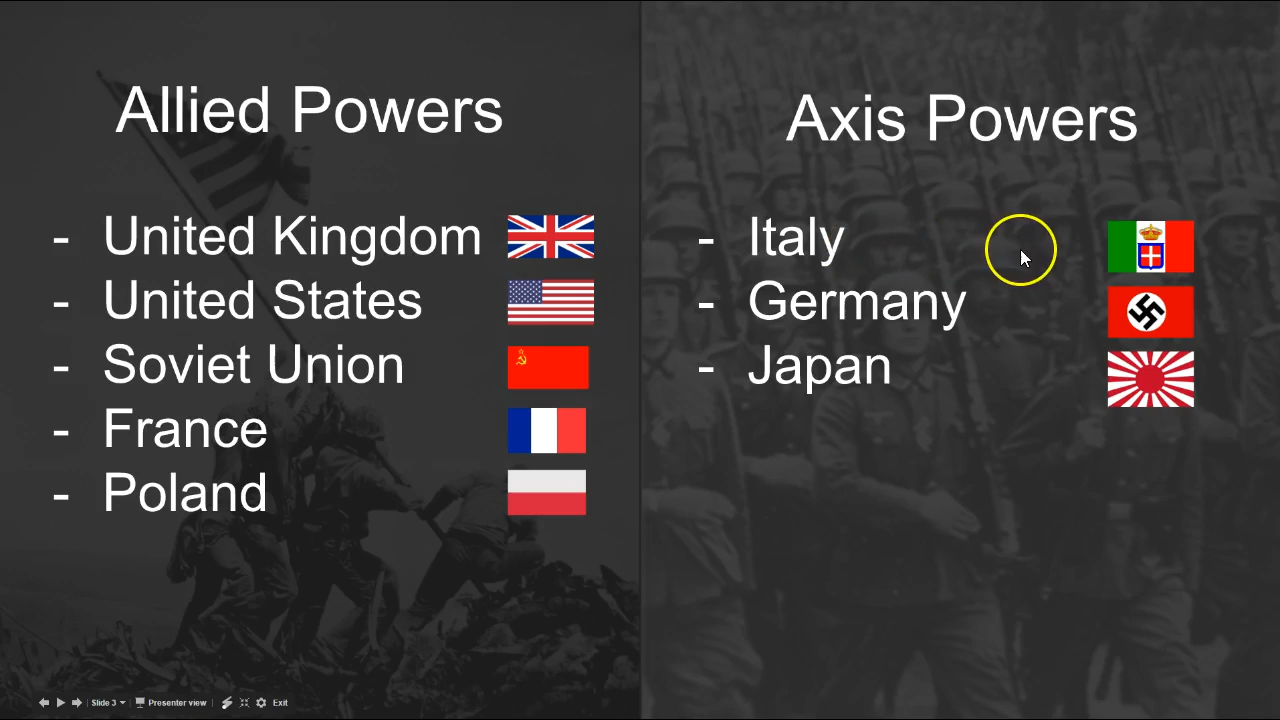 Allied Powers
- United Kingdom
- United States
- Soviet Union
- France
- Poland
Axis Powers
- Italy
- Germany
- Japan
Slide 3
Presenter view
Exit